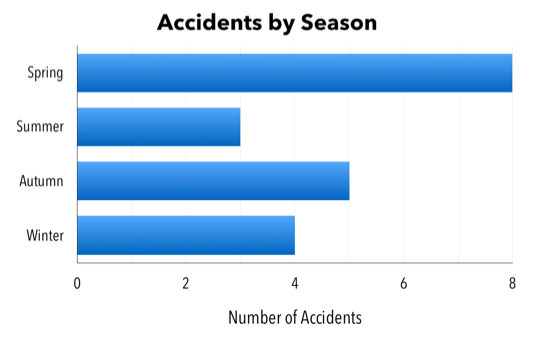 Accidents by Season
Spring
Summer
Autumn
Winter
0 2 4 6 8
Number of Accidents